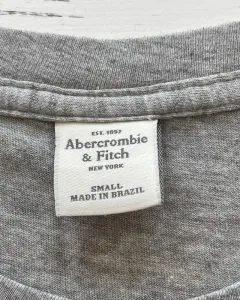 EST. 1892
Abercrombie
& Fitch
NEW YORK
SMALL
MADE IN BRAZIL